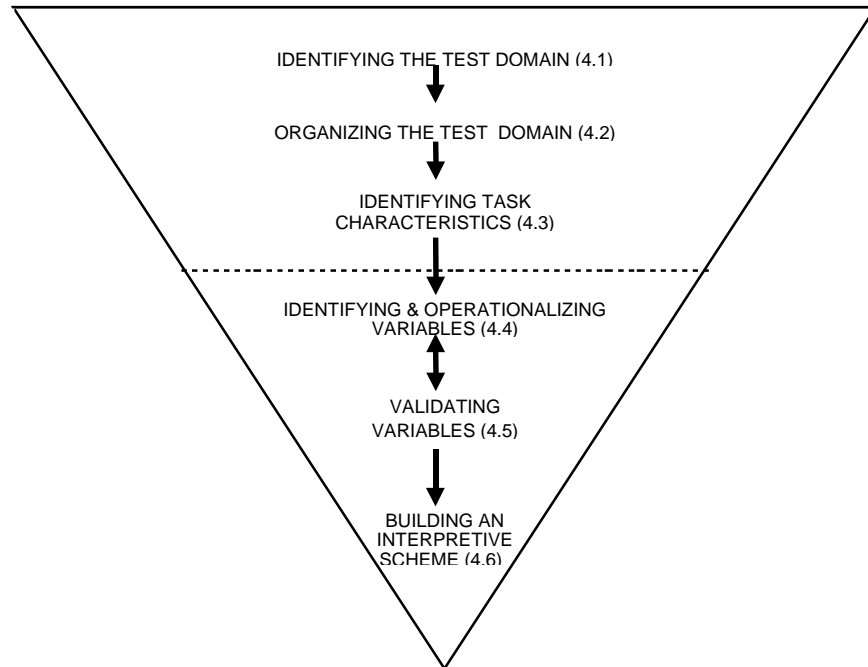 IDENTIFYING THE TEST DOMAIN (4.1)
ORGANIZING THE TEST DOMAIN (4.2)
IDENTIFYING TASK
CHARACTERISTICS (4.3)
IDENTIFYING & OPERATIONALIZING
VARIABLES (4.4)
VALIDATING
VARIABLES (4.5)
BUILDING AN
INTERPRETIVE
SCHEME (4.6)